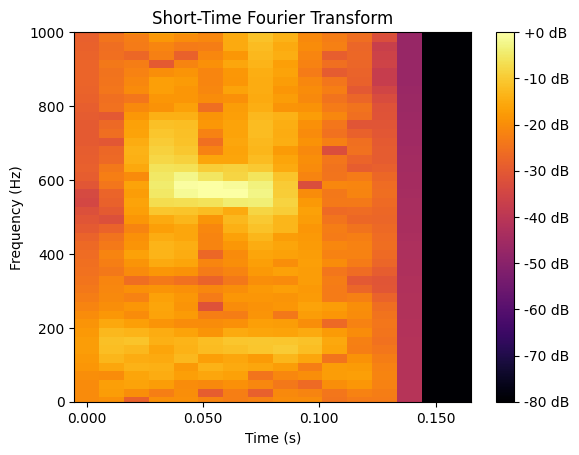 Short-Time Fourier Transform
1000
800
600
400
200
0
Frequency (Hz)
0.000
0.050
0.100
0.150
Time (s)
+0 dB
-10 dB
-20 dB
-30 dB
-40 dB
-50 dB
-60 dB
-70 dB
-80 dB